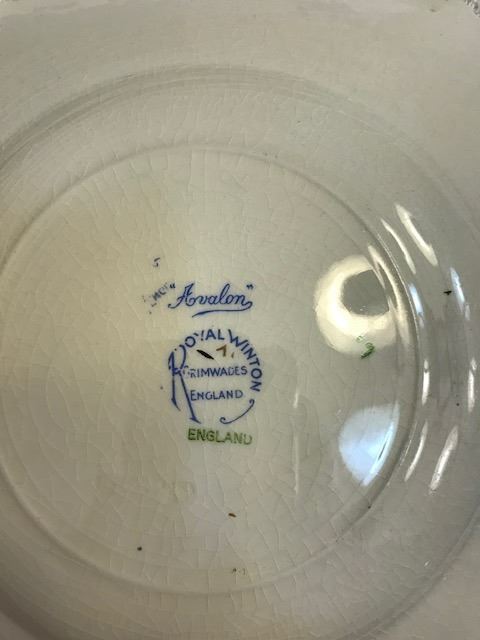 "Avalon"
ROYAL WINTON
GRIMWADES
ENGLAND
ENGLAND